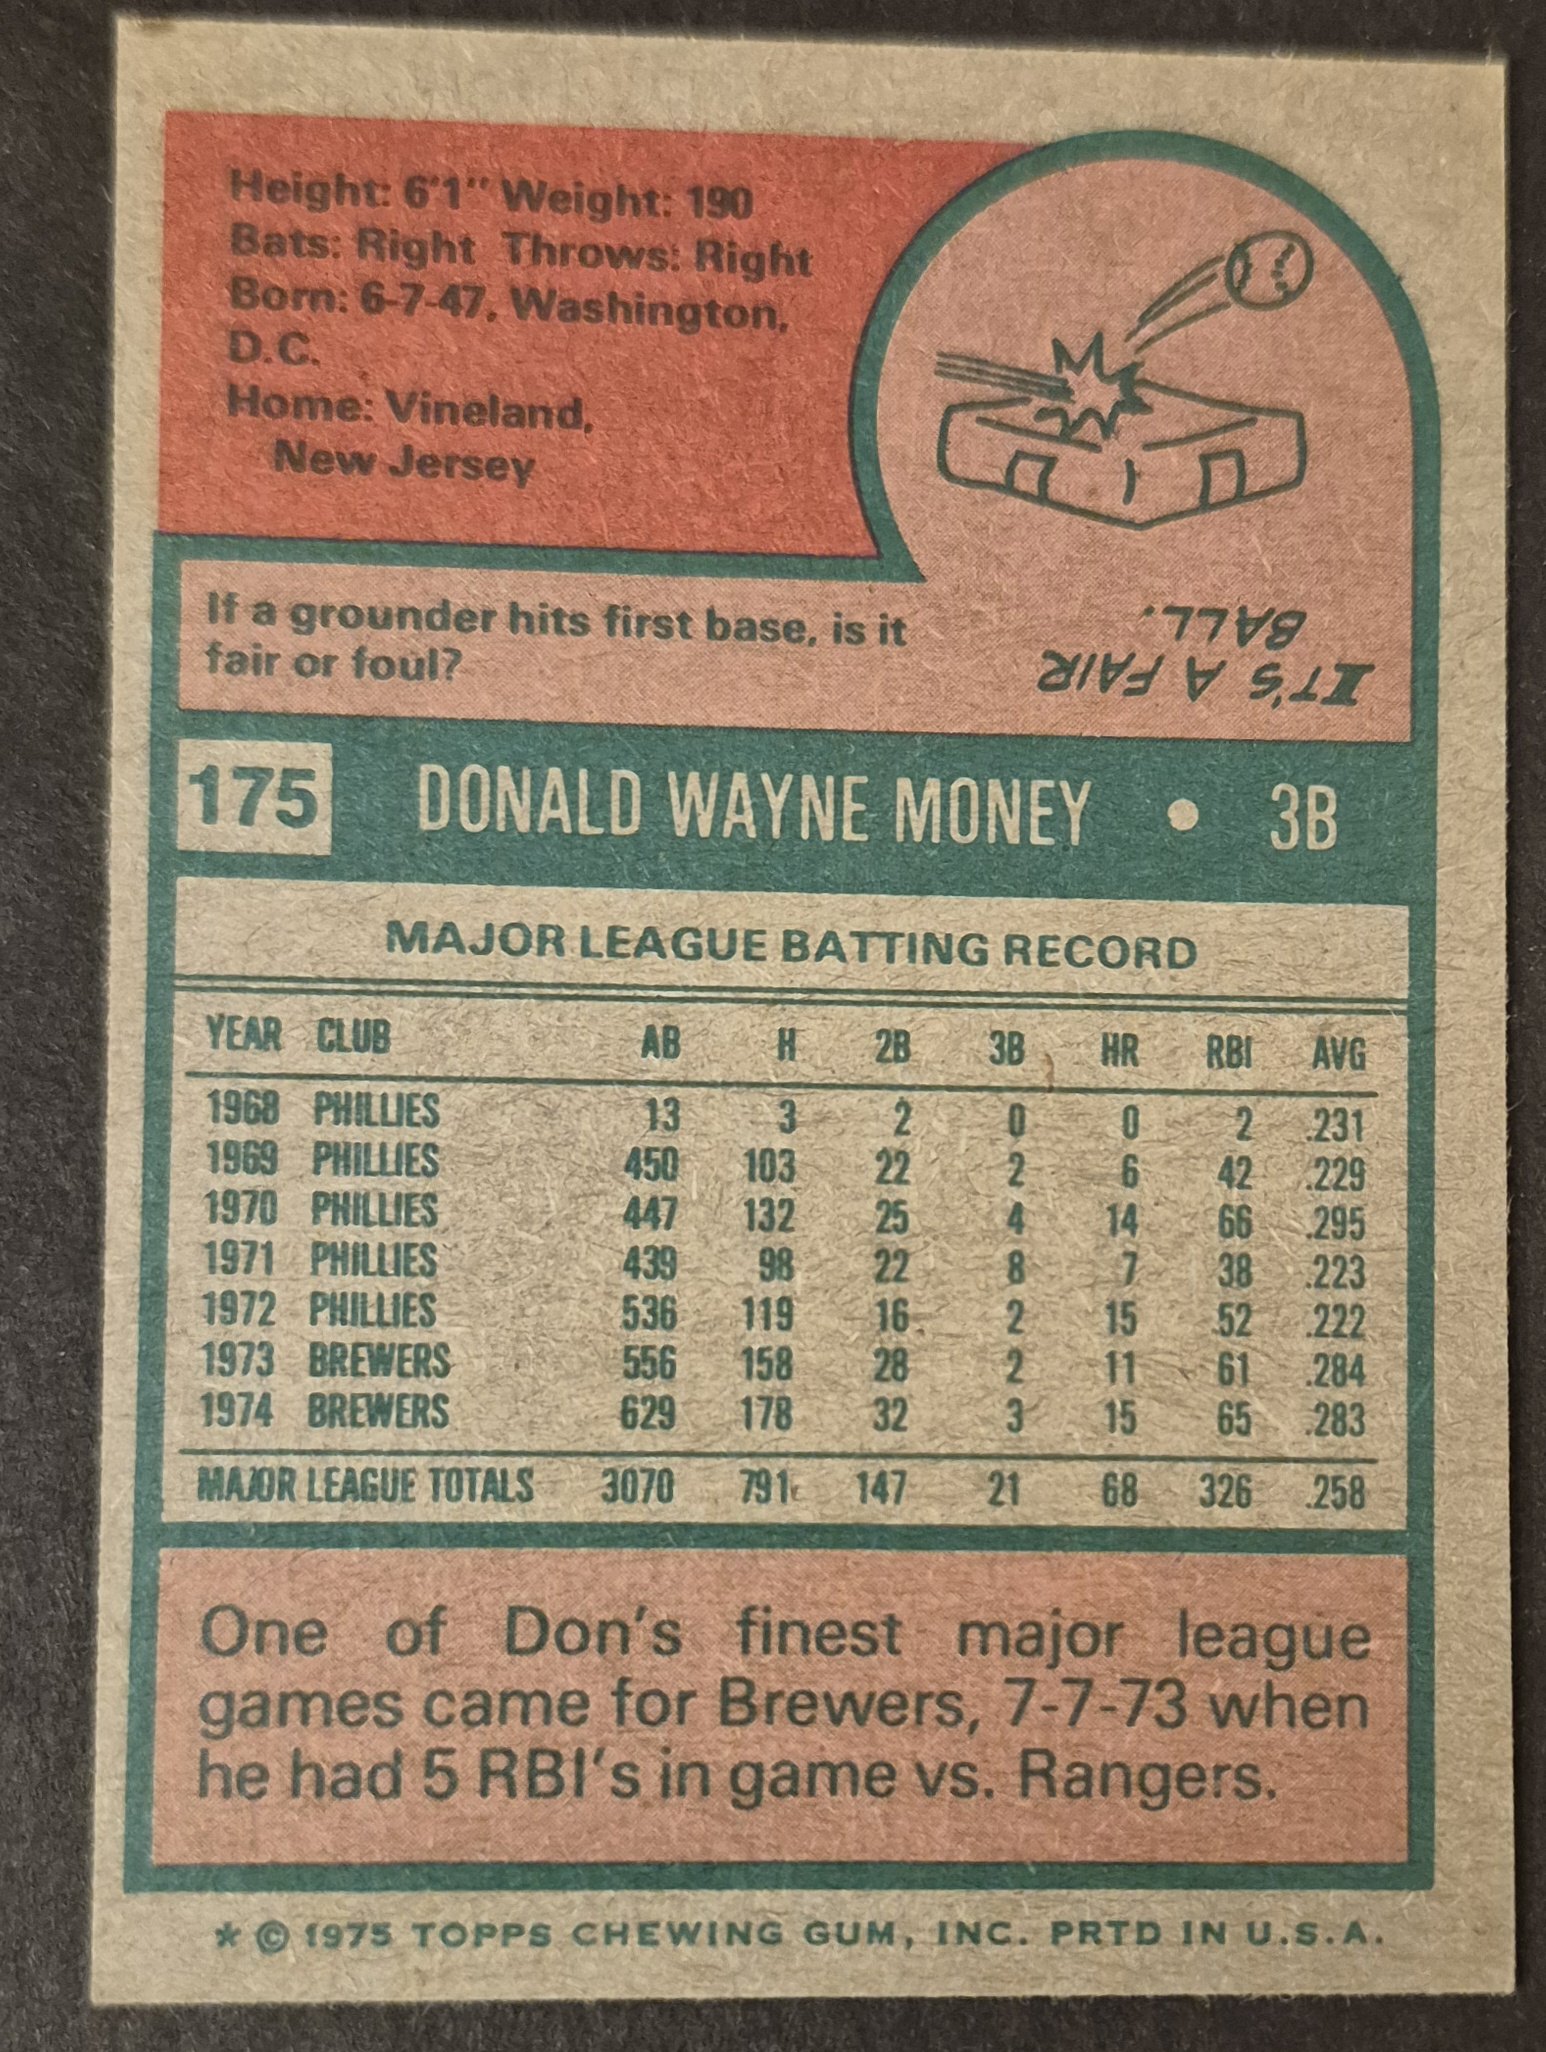 Height: 6'1" Weight: 190
Bats: Right Throws: Right
Born: 6-7-47, Washington,
D.C.
Home: Vineland,
New Jersey
If a grounder hits first base, is it
fair or foul?
IT'S A FAIR
BALL.
175 DONALD WAYNE MONEY • 3B
MAJOR LEAGUE BATTING RECORD
YEAR CLUB AB H 2B 3B HR RBI AVG
1968 PHILLIES 13 3 2 0 0 2 .231
1969 PHILLIES 450 103 22 2 6 42 .229
1970 PHILLIES 447 132 25 4 14 66 .295
1971 PHILLIES 439 98 22 8 7 38 .223
1972 PHILLIES 536 119 16 2 15 52 .222
1973 BREWERS 556 158 28 2 11 61 .284
1974 BREWERS 629 178 32 3 15 65 .283
MAJOR LEAGUE TOTALS 3070 791 147 21 68 326 .258
One of Don's finest major league
games came for Brewers, 7-7-73 when
he had 5 RBI's in game vs. Rangers.
* © 1975 TOPPS CHEWING GUM, INC. PRTD IN U.S.A.